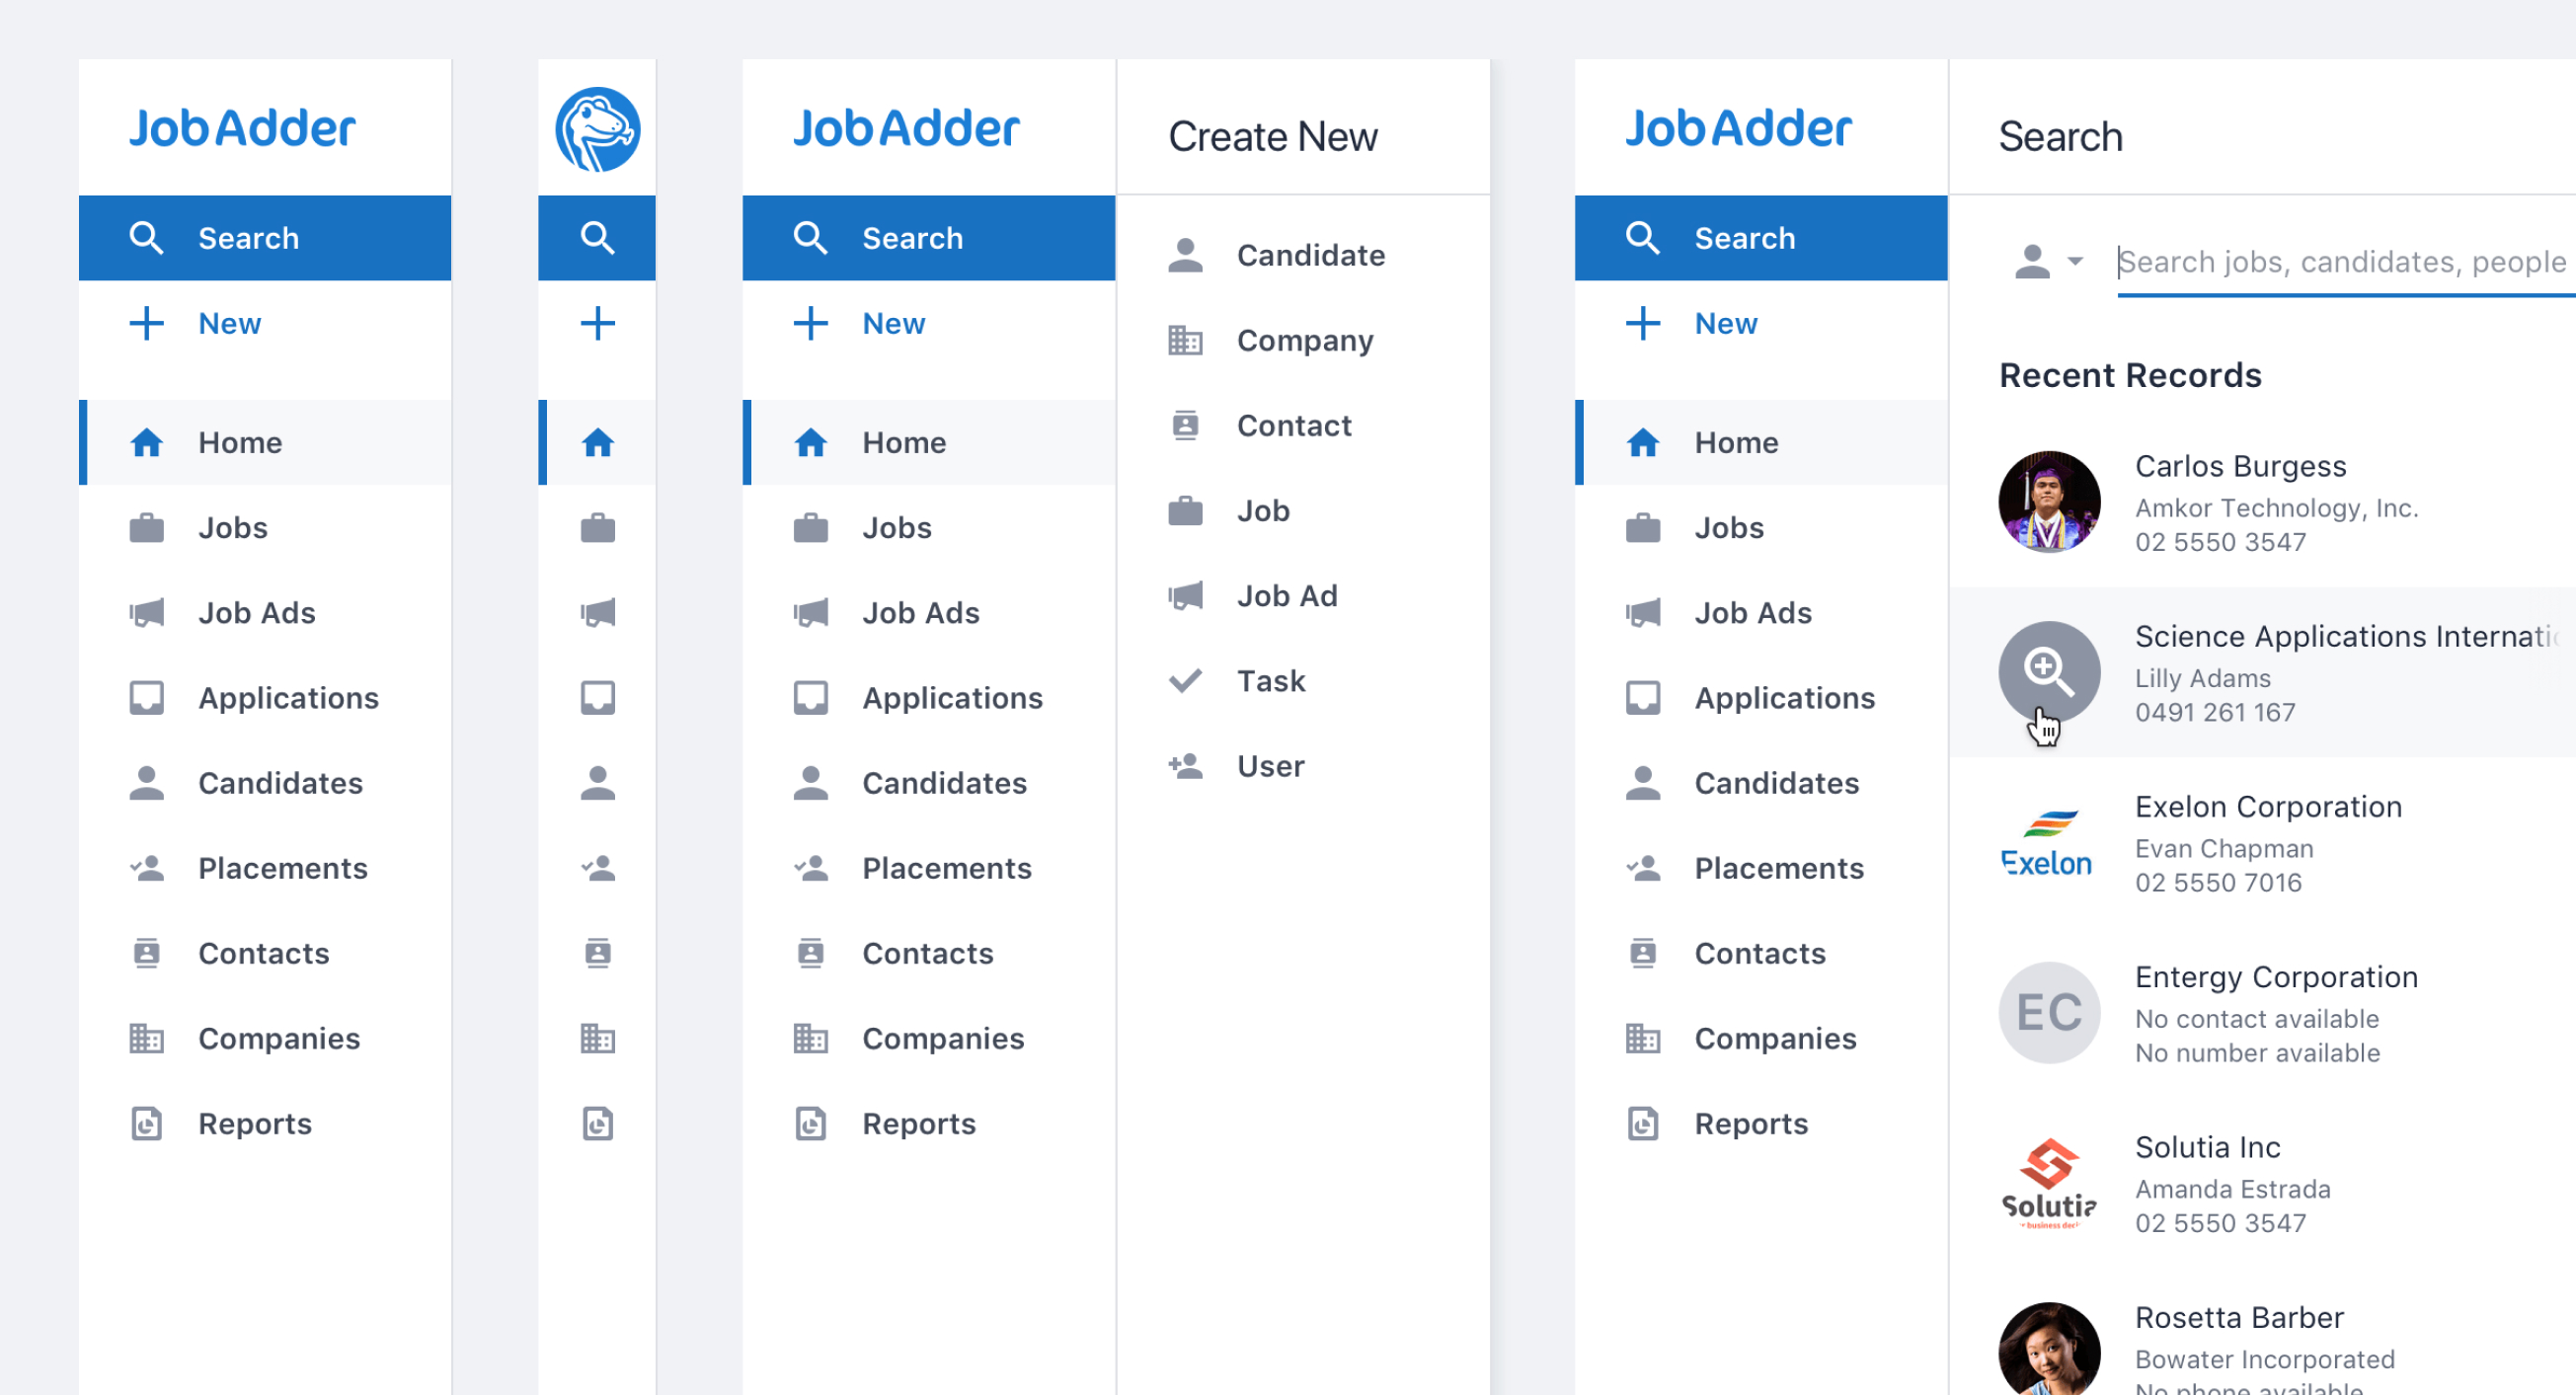 JobAdder
Search
New
Home
Jobs
Job Ads
Applications
Candidates
Placements
Contacts
Companies
Reports
JobAdder
Search
New
Home
Jobs
Job Ads
Applications
Candidates
Placements
Contacts
Companies
Reports
Create New
Candidate
Company
Contact
Job
Job Ad
Task
User
JobAdder
Search
New
Home
Jobs
Job Ads
Applications
Candidates
Placements
Contacts
Companies
Reports
Search
Search jobs, candidates, people
Recent Records
Carlos Burgess
Amkor Technology, Inc.
02 5550 3547
Science Applications Internati
Lilly Adams
0491 261 167
Exelon
Exelon Corporation
Evan Chapman
02 5550 7016
EC
Entergy Corporation
No contact available
No number available
Solutia
business
Solutia Inc
Amanda Estrada
02 5550 3547
Rosetta Barber
Bowater Incorporated
No phone available